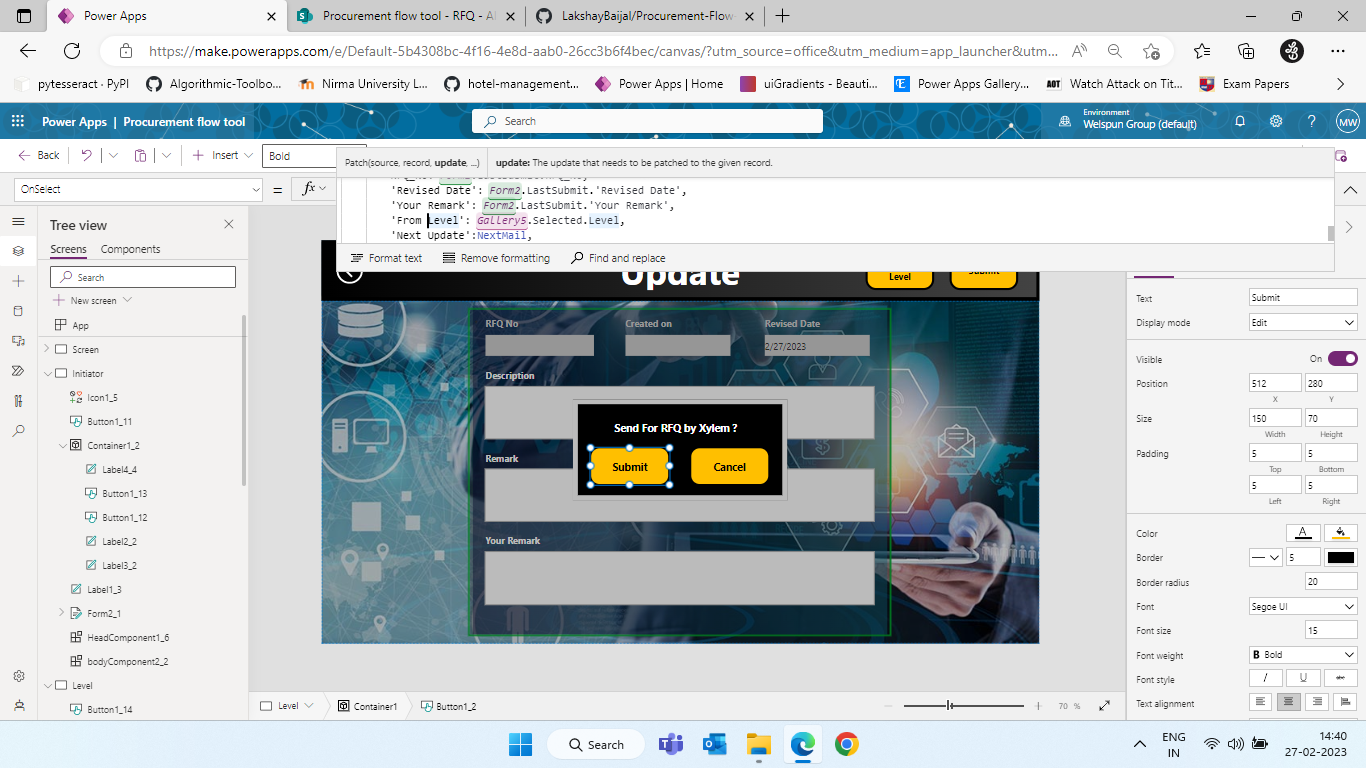 Power Apps
Procurement flow tool - RFQ - Al
LakshayBaijal/Procurement-Flow-
https://make.powerapps.com/e/Default-5b4308bc-4f16-4e8d-aab0-26cc3b6f4bec/canvas/?utm_source=office&utm_medium=app_launcher&utm...
pytesseract · PyPI
Algorithmic-Toolbo...
Nirma University L...
hotel-management...
Power Apps | Home
uiGradients - Beauti...
Power Apps Gallery...
Watch Attack on Tit...
Exam Papers
Power Apps | Procurement flow tool
Search
Environment
Welspun Group (default)
MW
Back
Insert
Bold
Patch(source, record, update, ...)
update: The update that needs to be patched to the given record.
OnSelect
=
fx
'Revised Date': Form2.LastSubmit.'Revised Date',
'Your Remark': Form2.LastSubmit.'Your Remark',
'From Level': Gallery5.Selected.Level,
'Next Update':NextMail,
Format text
Remove formatting
Find and replace
Tree view
Screens
Components
Search
New screen
App
Screen
Initiator
Icon1_5
Button1_11
Container1_2
Label4_4
Button1_13
Button1_12
Label2_2
Label3_2
Label1_3
Form2_1
HeadComponent1_6
bodyComponent2_2
Level
Button1_14
Update
Level
Submit
RFQ No
Created on
Revised Date
2/27/2023
Description
Send For RFQ by Xylem ?
Submit
Cancel
Remark
Your Remark
Level
Container1
Button1_2
70 %
Text
Submit
Display mode
Edit
Visible
On
Position
512
280
X
Y
Size
150
70
Width
Height
Padding
5
5
Top
Bottom
5
5
Left
Right
Color
Border
5
Border radius
20
Font
Segoe UI
Font size
15
Font weight
B Bold
Font style
Text alignment
Search
ENG
IN
14:40
27-02-2023